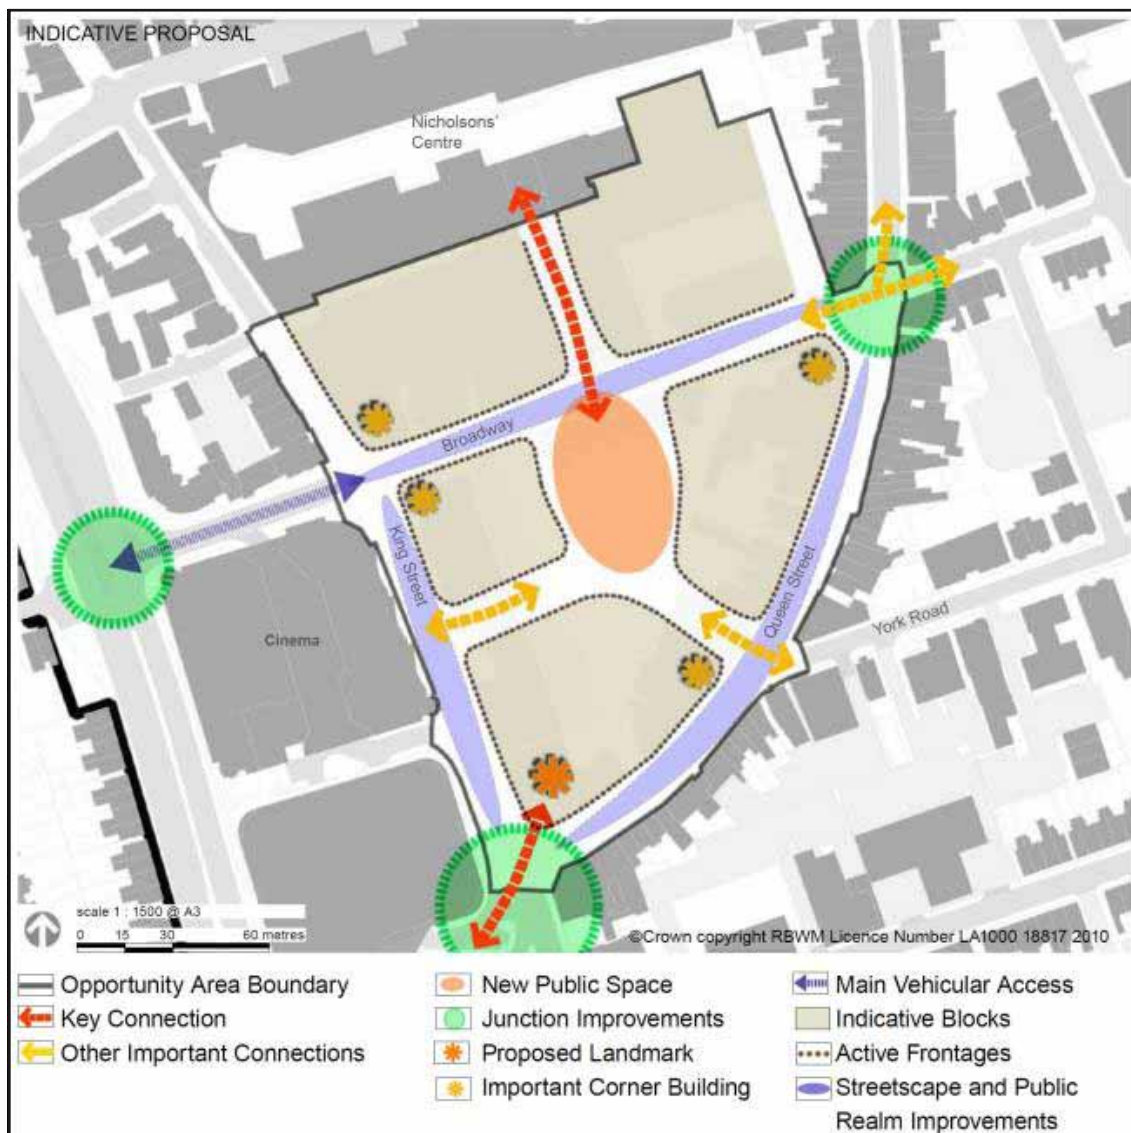 INDICATIVE PROPOSAL
Nicholsons'
Centre
Broadway
King Street
Queen Street
York Road
Cinema
scale 1 : 1500 @ A3
0 15 30 60 metres
©Crown copyright RBWM Licence Number LA1000 18817 2010
Opportunity Area Boundary
Key Connection
Other Important Connections
New Public Space
Junction Improvements
Proposed Landmark
Important Corner Building
Main Vehicular Access
Indicative Blocks
Active Frontages
Streetscape and Public
Realm Improvements